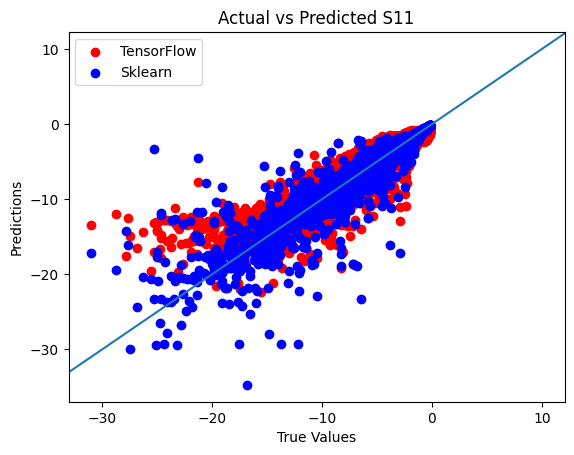 Actual vs Predicted S11
TensorFlow
Sklearn
10
0
−10
−20
−30
Predictions
−30
−20
−10
0
10
True Values